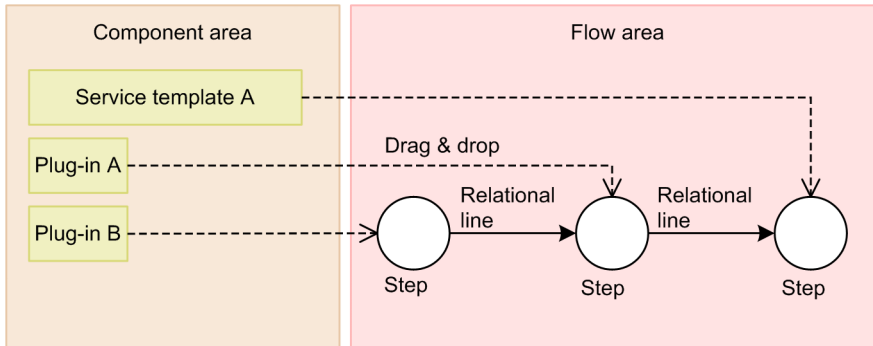 Component area
Flow area
Service template A
Drag & drop
Plug-in A
Relational
line
Relational
line
Plug-in B
Step
Step
Step